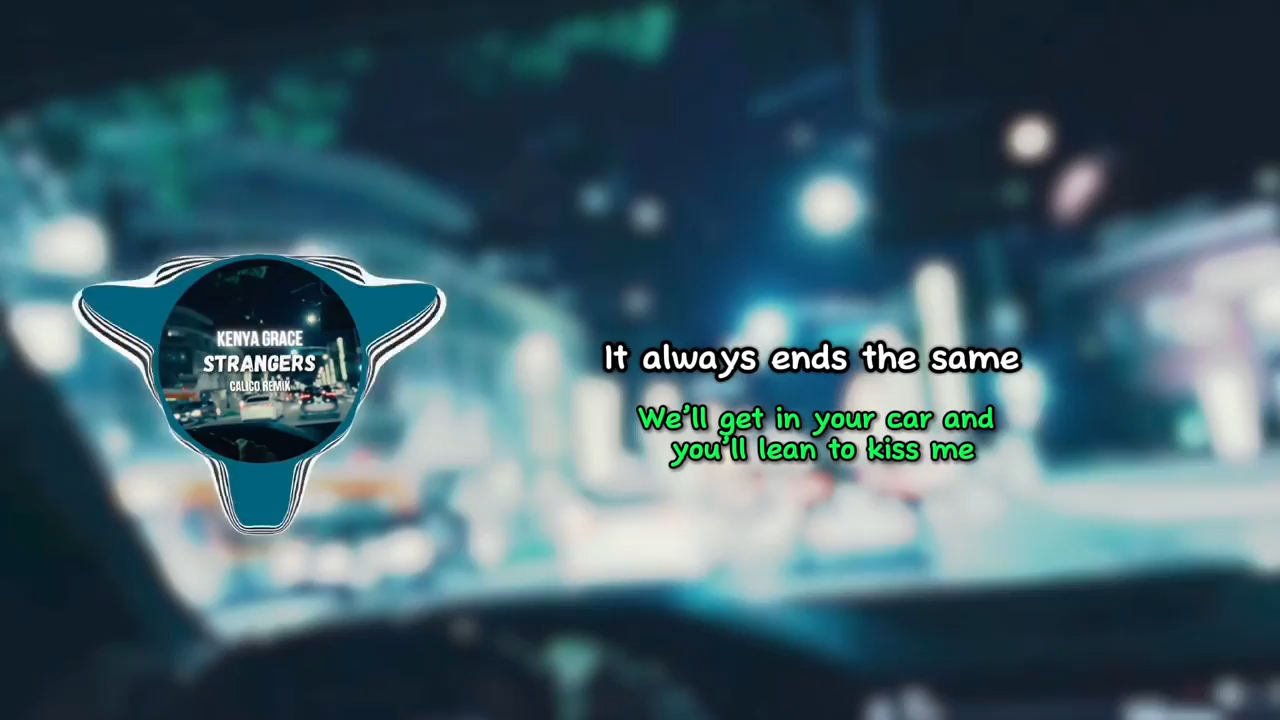 KENYA GRACE
STRANGERS
CALICO REMIX
It always ends the same
We'll get in your car and
you'll lean to kiss me